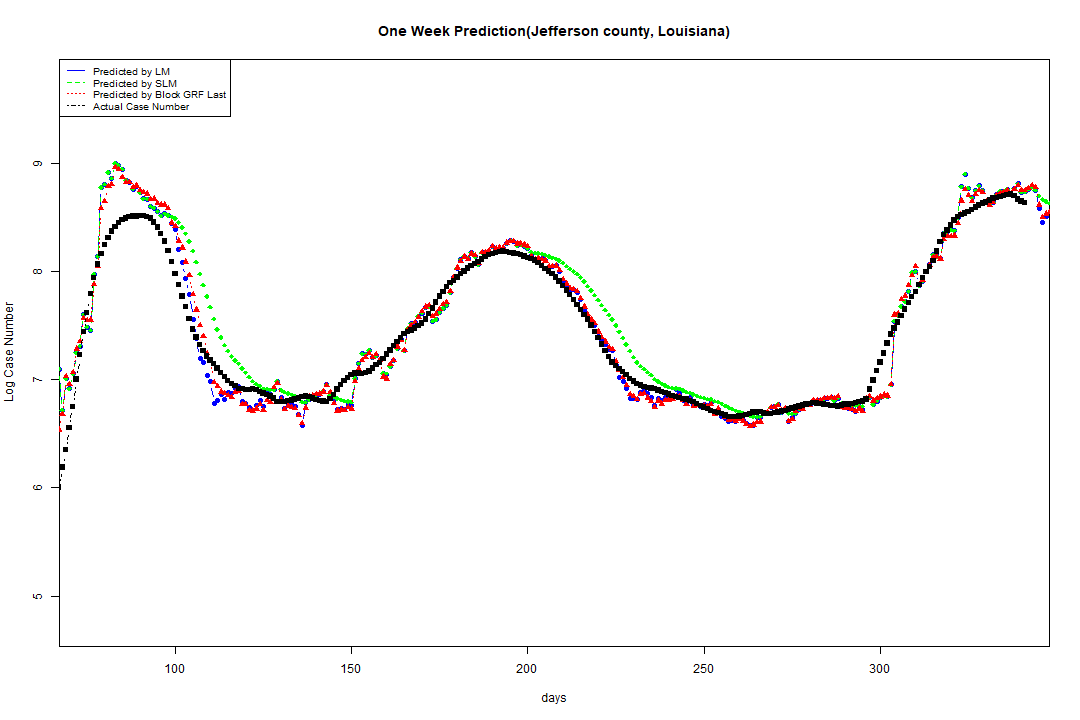 One Week Prediction(Jefferson county, Louisiana)
Predicted by LM
Predicted by SLM
Predicted by Block GRF Last
Actual Case Number
9
8
7
6
5
Log Case Number
100 150 200 250 300
days